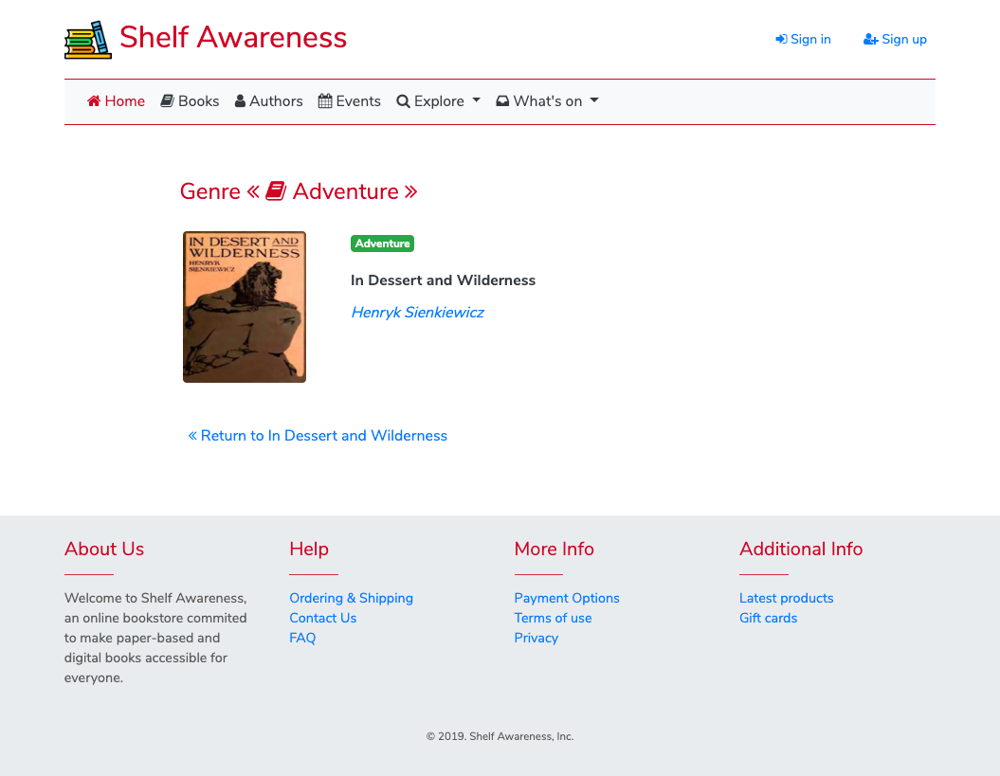 Shelf Awareness
Sign in Sign up
Home Books Authors Events Explore What's on
Genre « Adventure »
IN DESERT AND
WILDERNESS
HENRYK
SIENKIEWICZ
Adventure
In Dessert and Wilderness
Henryk Sienkiewicz
« Return to In Dessert and Wilderness
About Us
Welcome to Shelf Awareness,
an online bookstore commited
to make paper-based and
digital books accessible for
everyone.
Help
Ordering & Shipping
Contact Us
FAQ
More Info
Payment Options
Terms of use
Privacy
Additional Info
Latest products
Gift cards
© 2019. Shelf Awareness, Inc.